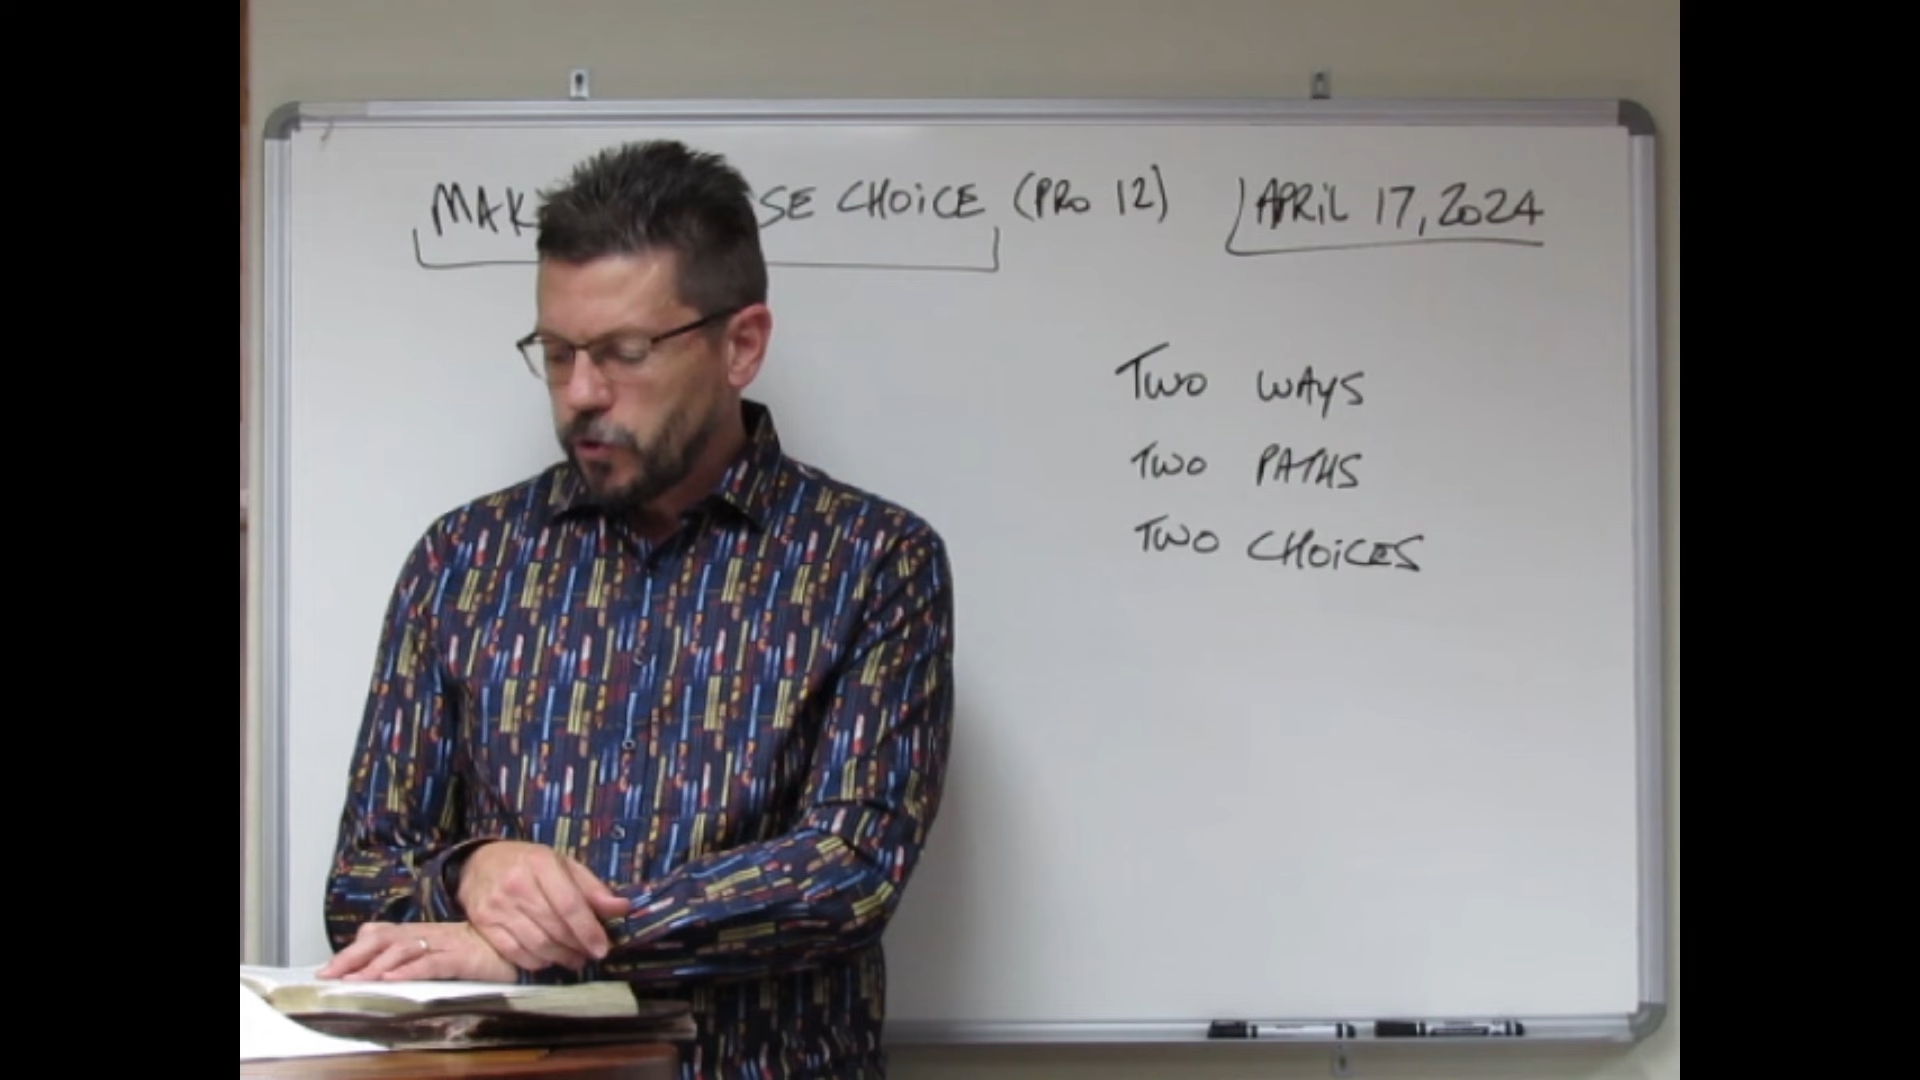 MAK SE CHOICE (PRO 12) APRIL 17, 2024
TWO WAYS
TWO PATHS
TWO CHOICES